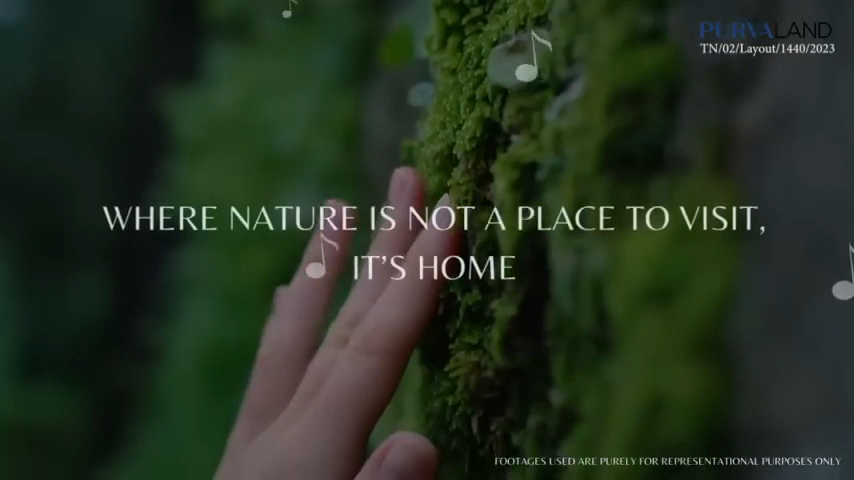 PURVALAND
TN/02/Layout/1440/2023
WHERE NATURE IS NOT A PLACE TO VISIT,
IT'S HOME
FOOTAGES USED ARE PURELY FOR REPRESENTATIONAL PURPOSES ONLY